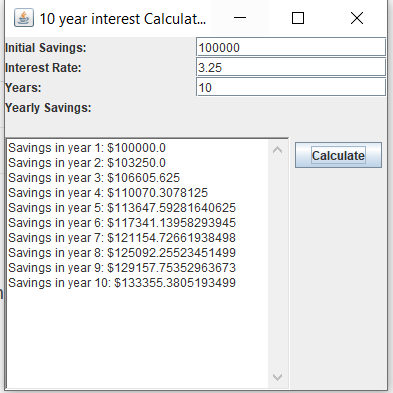 10 year interest Calculat...
Initial Savings: 100000
Interest Rate: 3.25
Years: 10
Yearly Savings:
Calculate
Savings in year 1: $100000.0
Savings in year 2: $103250.0
Savings in year 3: $106605.625
Savings in year 4: $110070.3078125
Savings in year 5: $113647.59281640625
Savings in year 6: $117341.13958293945
Savings in year 7: $121154.72661938498
Savings in year 8: $125092.25523451499
Savings in year 9: $129157.75352963673
Savings in year 10: $133355.3805193499